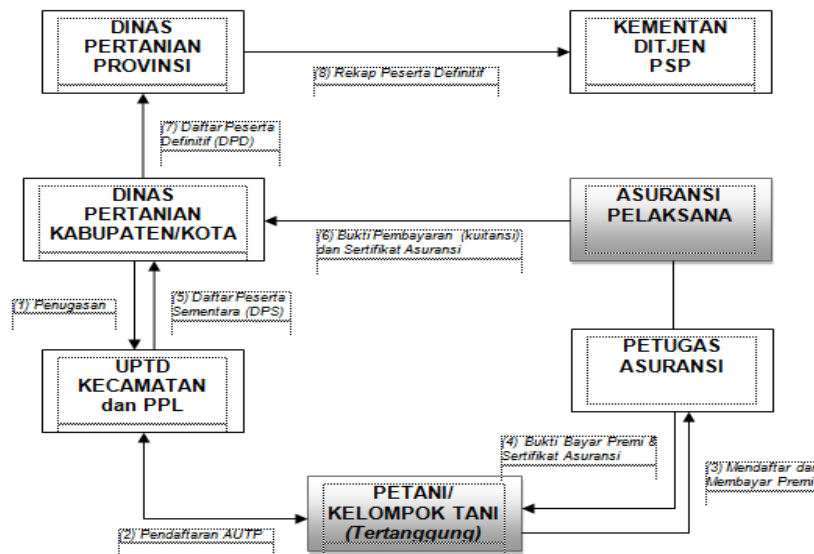 DINAS
PERTANIAN
PROVINSI
KEMENTAN
DITJEN
PSP
(8) Rekap Peserta Definitif
(7) Daftar Peserta
Definitif (DPD)
DINAS
PERTANIAN
KABUPATEN/KOTA
ASURANSI
PELAKSANA
(6) Bukti Pembayaran (kuitansi)
dan Sertifikat Asuransi
(1) Penugasan
(5) Daftar Peserta
Sementara (DPS)
UPTD
KECAMATAN
dan PPL
PETUGAS
ASURANSI
(4) Bukti Bayar Premi &
Sertifikat Asuransi
(3) Mendaftar dan
Membayar Premi
PETANI/
KELOMPOK TANI
(Tertanggung)
(2) Pendaftaran AUTP